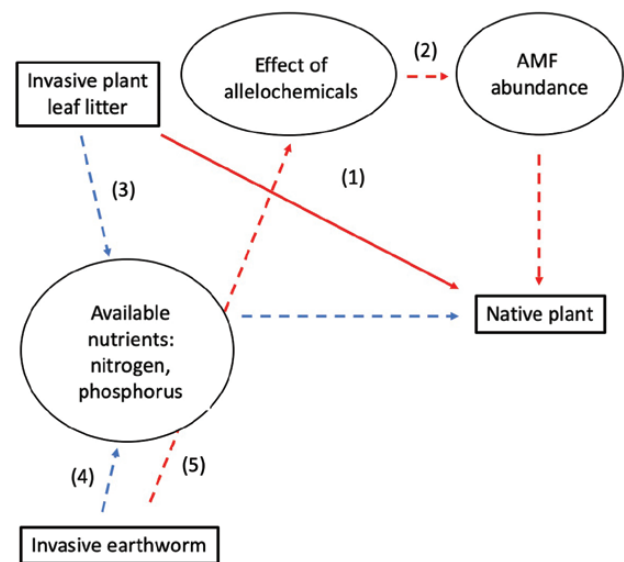 Invasive plant
leaf litter
Effect of
allelochemicals
(2)
AMF
abundance
(3)
(1)
Available
nutrients:
nitrogen,
phosphorus
Native plant
(4)
(5)
Invasive earthworm